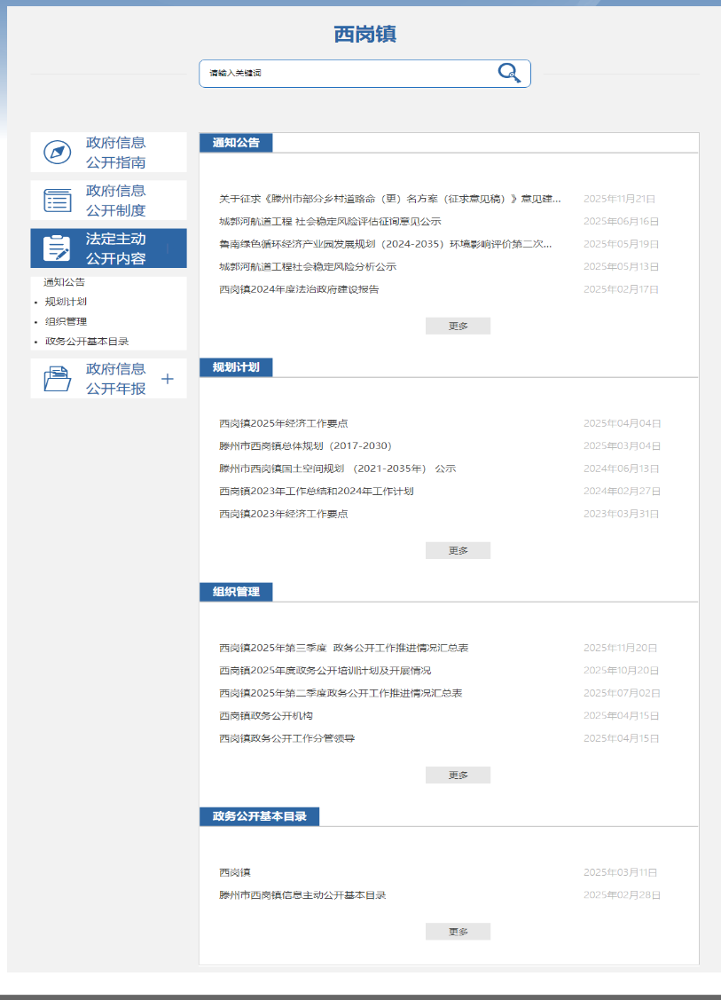 西岗镇
请输入关键词
政府信息
公开指南
政府信息
公开制度
法定主动
公开内容
通知公告
• 规划计划
• 组织管理
• 政务公开基本目录
政府信息
公开年报
+
通知公告
关于征求《滕州市部分乡村道路命（更）名方案（征求意见稿）》意见建... 2025年11月21日
城郭河航道工程 社会稳定风险评估征询意见公示 2025年06月16日
鲁南绿色循环经济产业园发展规划（2024-2035）环境影响评价第二次... 2025年05月19日
城郭河航道工程社会稳定风险分析公示 2025年05月13日
西岗镇2024年度法治政府建设报告 2025年02月17日
更多
规划计划
西岗镇2025年经济工作要点 2025年04月04日
滕州市西岗镇总体规划（2017-2030） 2025年03月04日
滕州市西岗镇国土空间规划 （2021-2035年） 公示 2024年06月13日
西岗镇2023年工作总结和2024年工作计划 2024年02月27日
西岗镇2023年经济工作要点 2023年03月31日
更多
组织管理
西岗镇2025年第三季度 政务公开工作推进情况汇总表 2025年11月20日
西岗镇2025年度政务公开培训计划及开展情况 2025年10月20日
西岗镇2025年第二季度政务公开工作推进情况汇总表 2025年07月02日
西岗镇政务公开机构 2025年04月15日
西岗镇政务公开工作分管领导 2025年04月15日
更多
政务公开基本目录
西岗镇 2025年03月11日
滕州市西岗镇信息主动公开基本目录 2025年02月28日
更多